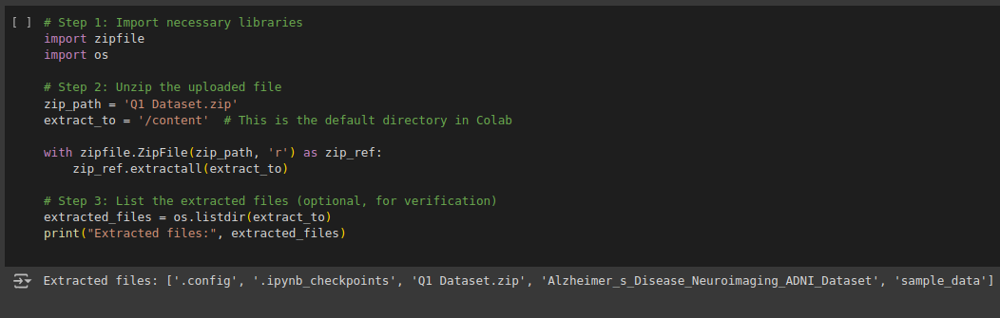 [ ] # Step 1: Import necessary libraries
import zipfile
import os
# Step 2: Unzip the uploaded file
zip_path = 'Q1 Dataset.zip'
extract_to = '/content'  # This is the default directory in Colab
with zipfile.ZipFile(zip_path, 'r') as zip_ref:
    zip_ref.extractall(extract_to)
# Step 3: List the extracted files (optional, for verification)
extracted_files = os.listdir(extract_to)
print("Extracted files:", extracted_files)
Extracted files: ['.config', '.ipynb_checkpoints', 'Q1 Dataset.zip', 'Alzheimer_s_Disease_Neuroimaging_ADNI_Dataset', 'sample_data']